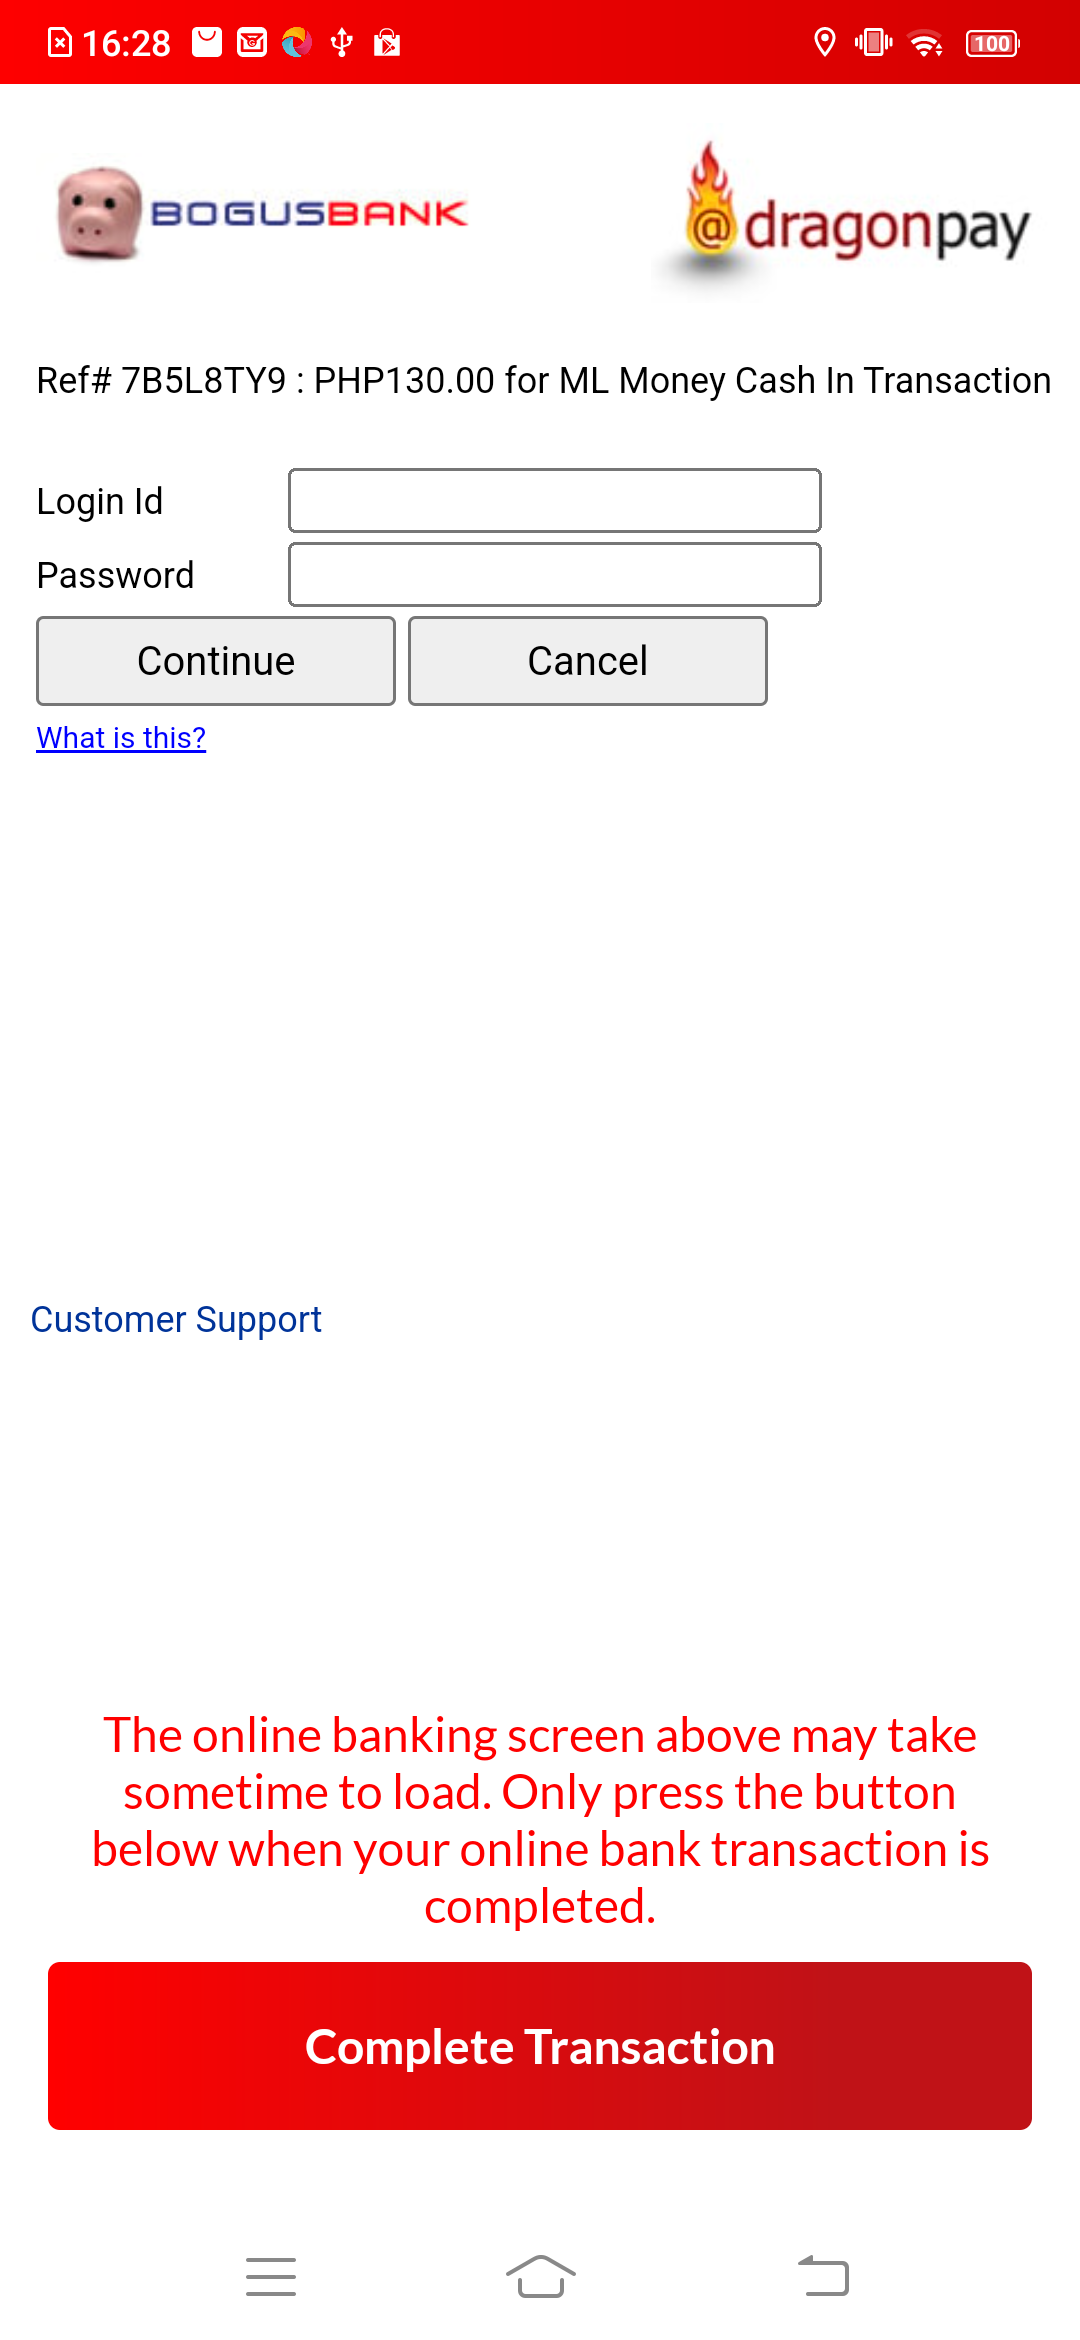 16:28
100
BOGUSBANK
@dragonpay
Ref# 7B5L8TY9 : PHP130.00 for ML Money Cash In Transaction
Login Id
Password
Continue
Cancel
What is this?
Customer Support
The online banking screen above may take
sometime to load. Only press the button
below when your online bank transaction is
completed.
Complete Transaction